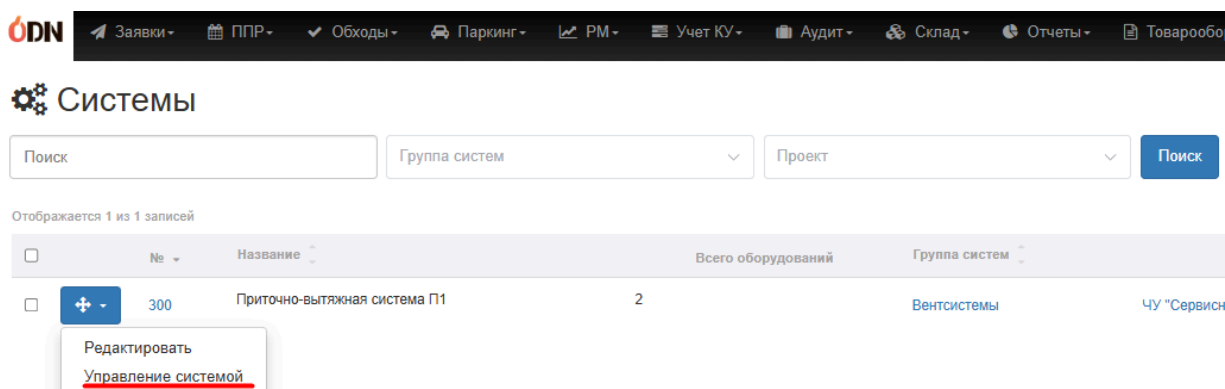 ODN Заявки ППР Обходы Паркинг РМ Учет КУ Аудит Склад Отчеты Товарообо
Системы
Поиск Группа систем Проект Поиск
Отображается 1 из 1 записей
№ Название Всего оборудований Группа систем
300 Приточно-вытяжная система П1 2 Вентсистемы ЧУ "Сервисн
Редактировать
Управление системой